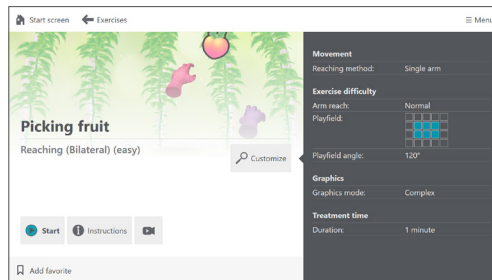 Start screen Exercises Menu
Picking fruit
Reaching (Bilateral) (easy)
Customize
Start Instructions
Add favorite
Movement
Reaching method: Single arm
Exercise difficulty
Arm reach: Normal
Playfield:
Playfield angle: 120°
Graphics
Graphics mode: Complex
Treatment time
Duration: 1 minute